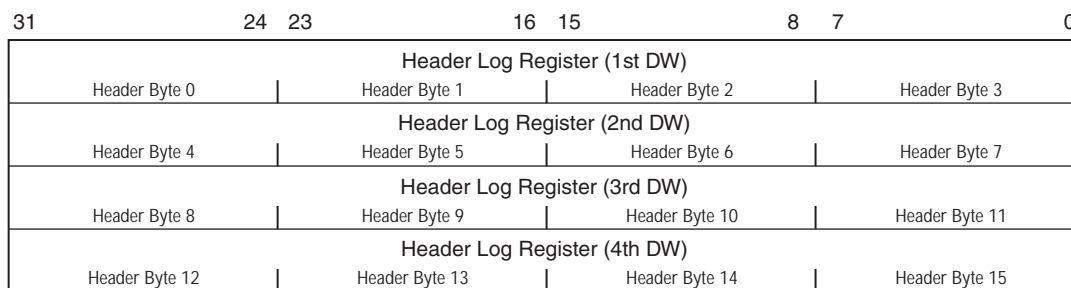 31 24 23 16 15 8 7 0
Header Log Register (1st DW)
Header Byte 0 Header Byte 1 Header Byte 2 Header Byte 3
Header Log Register (2nd DW)
Header Byte 4 Header Byte 5 Header Byte 6 Header Byte 7
Header Log Register (3rd DW)
Header Byte 8 Header Byte 9 Header Byte 10 Header Byte 11
Header Log Register (4th DW)
Header Byte 12 Header Byte 13 Header Byte 14 Header Byte 15